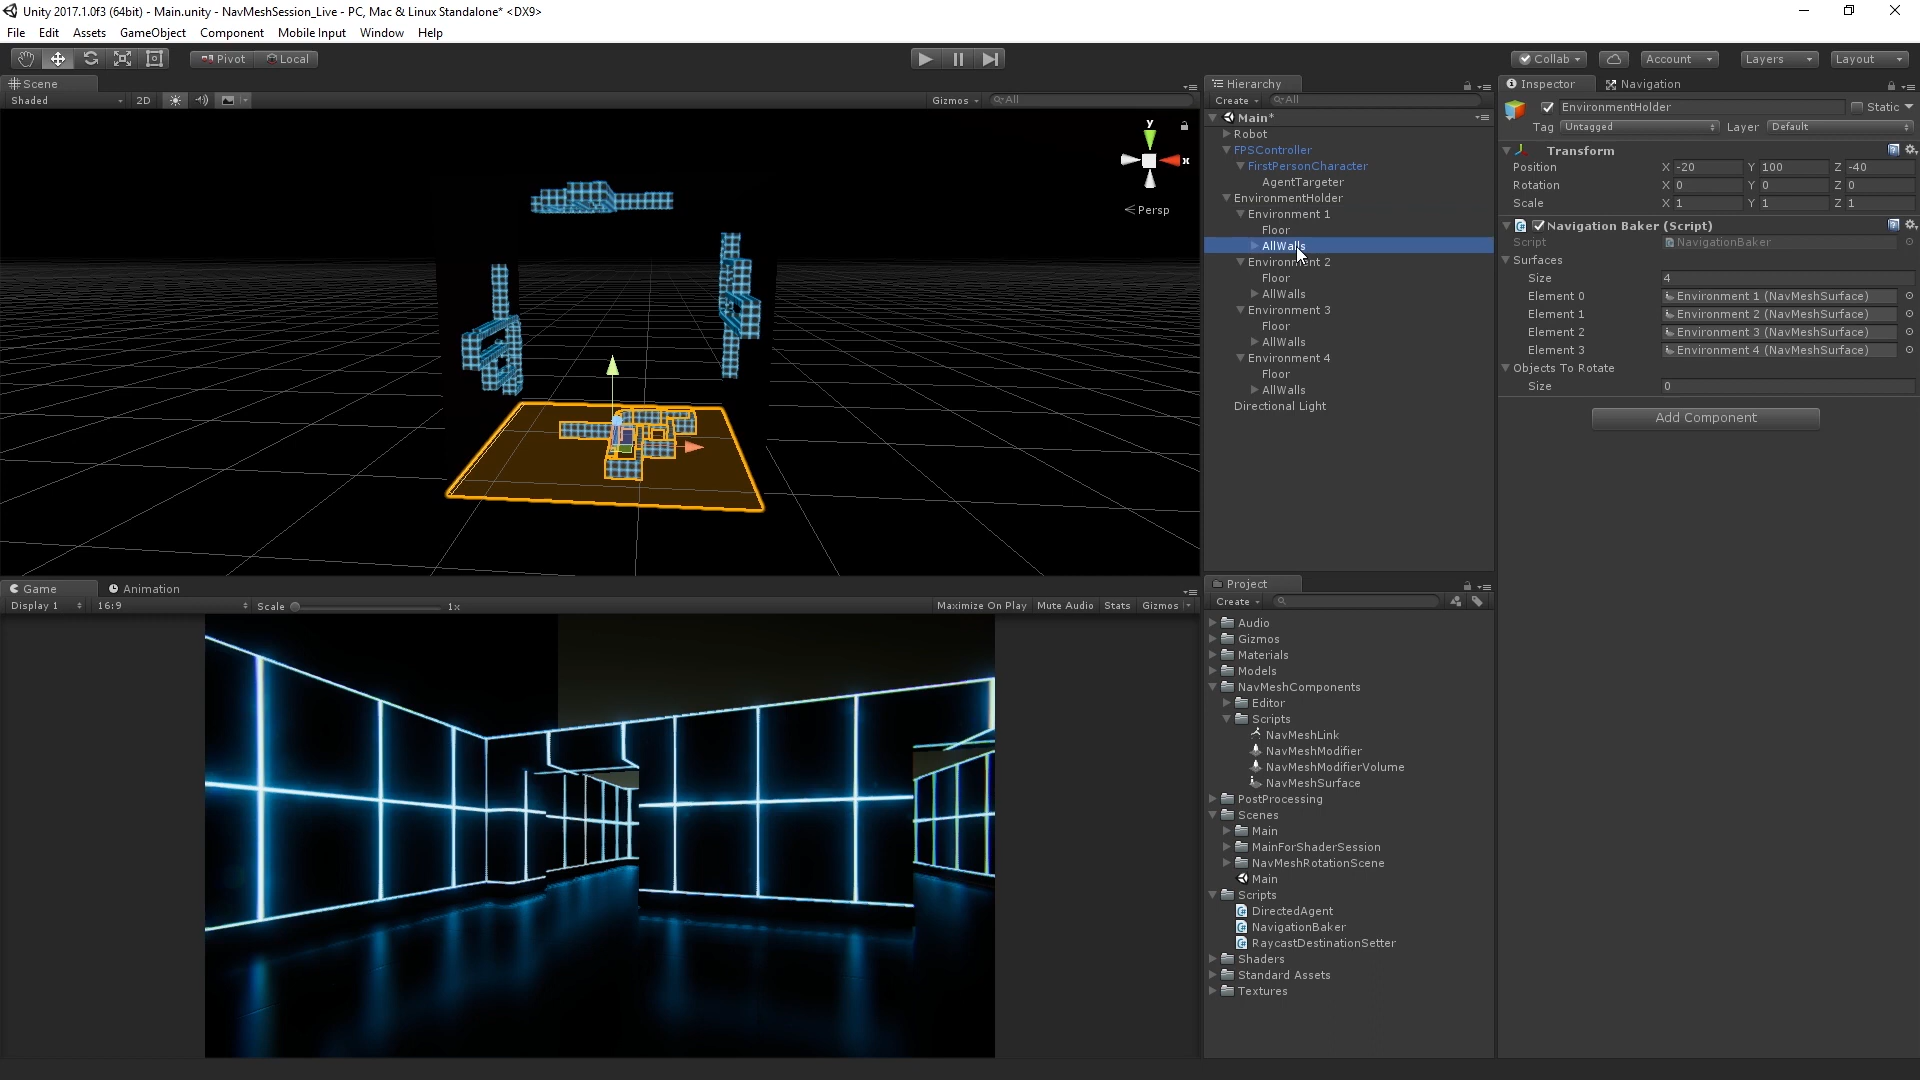 Unity 2017.1.0f3 (64bit) - Main.unity - NavMeshSession_Live - PC, Mac & Linux Standalone* <DX9>
File Edit Assets GameObject Component Mobile Input Window Help
Pivot Local
Collab Account Layers Layout
Scene
Shaded 2D Gizmos All
y
x
Persp
Hierarchy
Create All
Main*
Robot
FPSController
FirstPersonCharacter
AgentTargeter
EnvironmentHolder
Environment 1
Floor
AllWalls
Environment 2
Floor
AllWalls
Environment 3
Floor
AllWalls
Environment 4
Floor
AllWalls
Directional Light
Inspector Navigation
EnvironmentHolder Static
Tag Untagged Layer Default
Transform
Position X -20 Y 100 Z -40
Rotation X 0 Y 0 Z 0
Scale X 1 Y 1 Z 1
Navigation Baker (Script)
Script NavigationBaker
Surfaces
Size 4
Element 0 Environment 1 (NavMeshSurface)
Element 1 Environment 2 (NavMeshSurface)
Element 2 Environment 3 (NavMeshSurface)
Element 3 Environment 4 (NavMeshSurface)
Objects To Rotate
Size 0
Add Component
Game Animation
Display 1 16:9 Scale 1x Maximize On Play Mute Audio Stats Gizmos
Project
Create
Audio
Gizmos
Materials
Models
NavMeshComponents
Editor
Scripts
NavMeshLink
NavMeshModifier
NavMeshModifierVolume
NavMeshSurface
PostProcessing
Scenes
Main
MainForShaderSession
NavMeshRotationScene
Main
Scripts
DirectedAgent
NavigationBaker
RaycastDestinationSetter
Shaders
Standard Assets
Textures